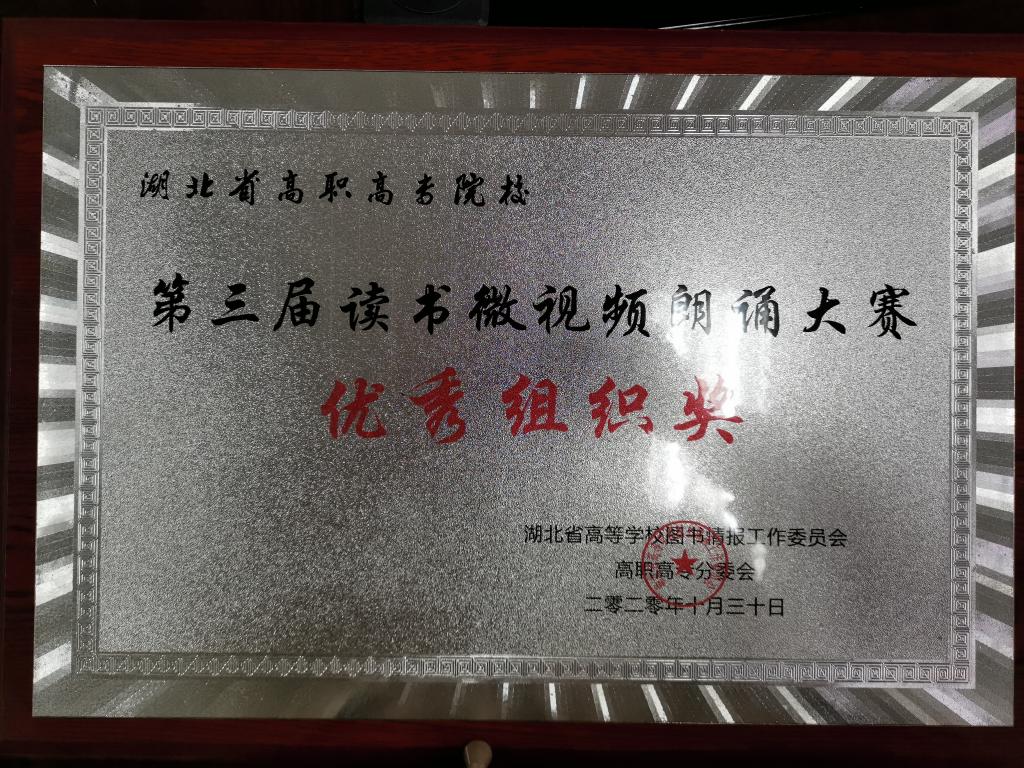 湖北省高职高专院校
第三届读书微视频朗诵大赛
优秀组织奖
湖北省高等学校图书情报工作委员会
高职高专分委会
二零二零年十月三十日